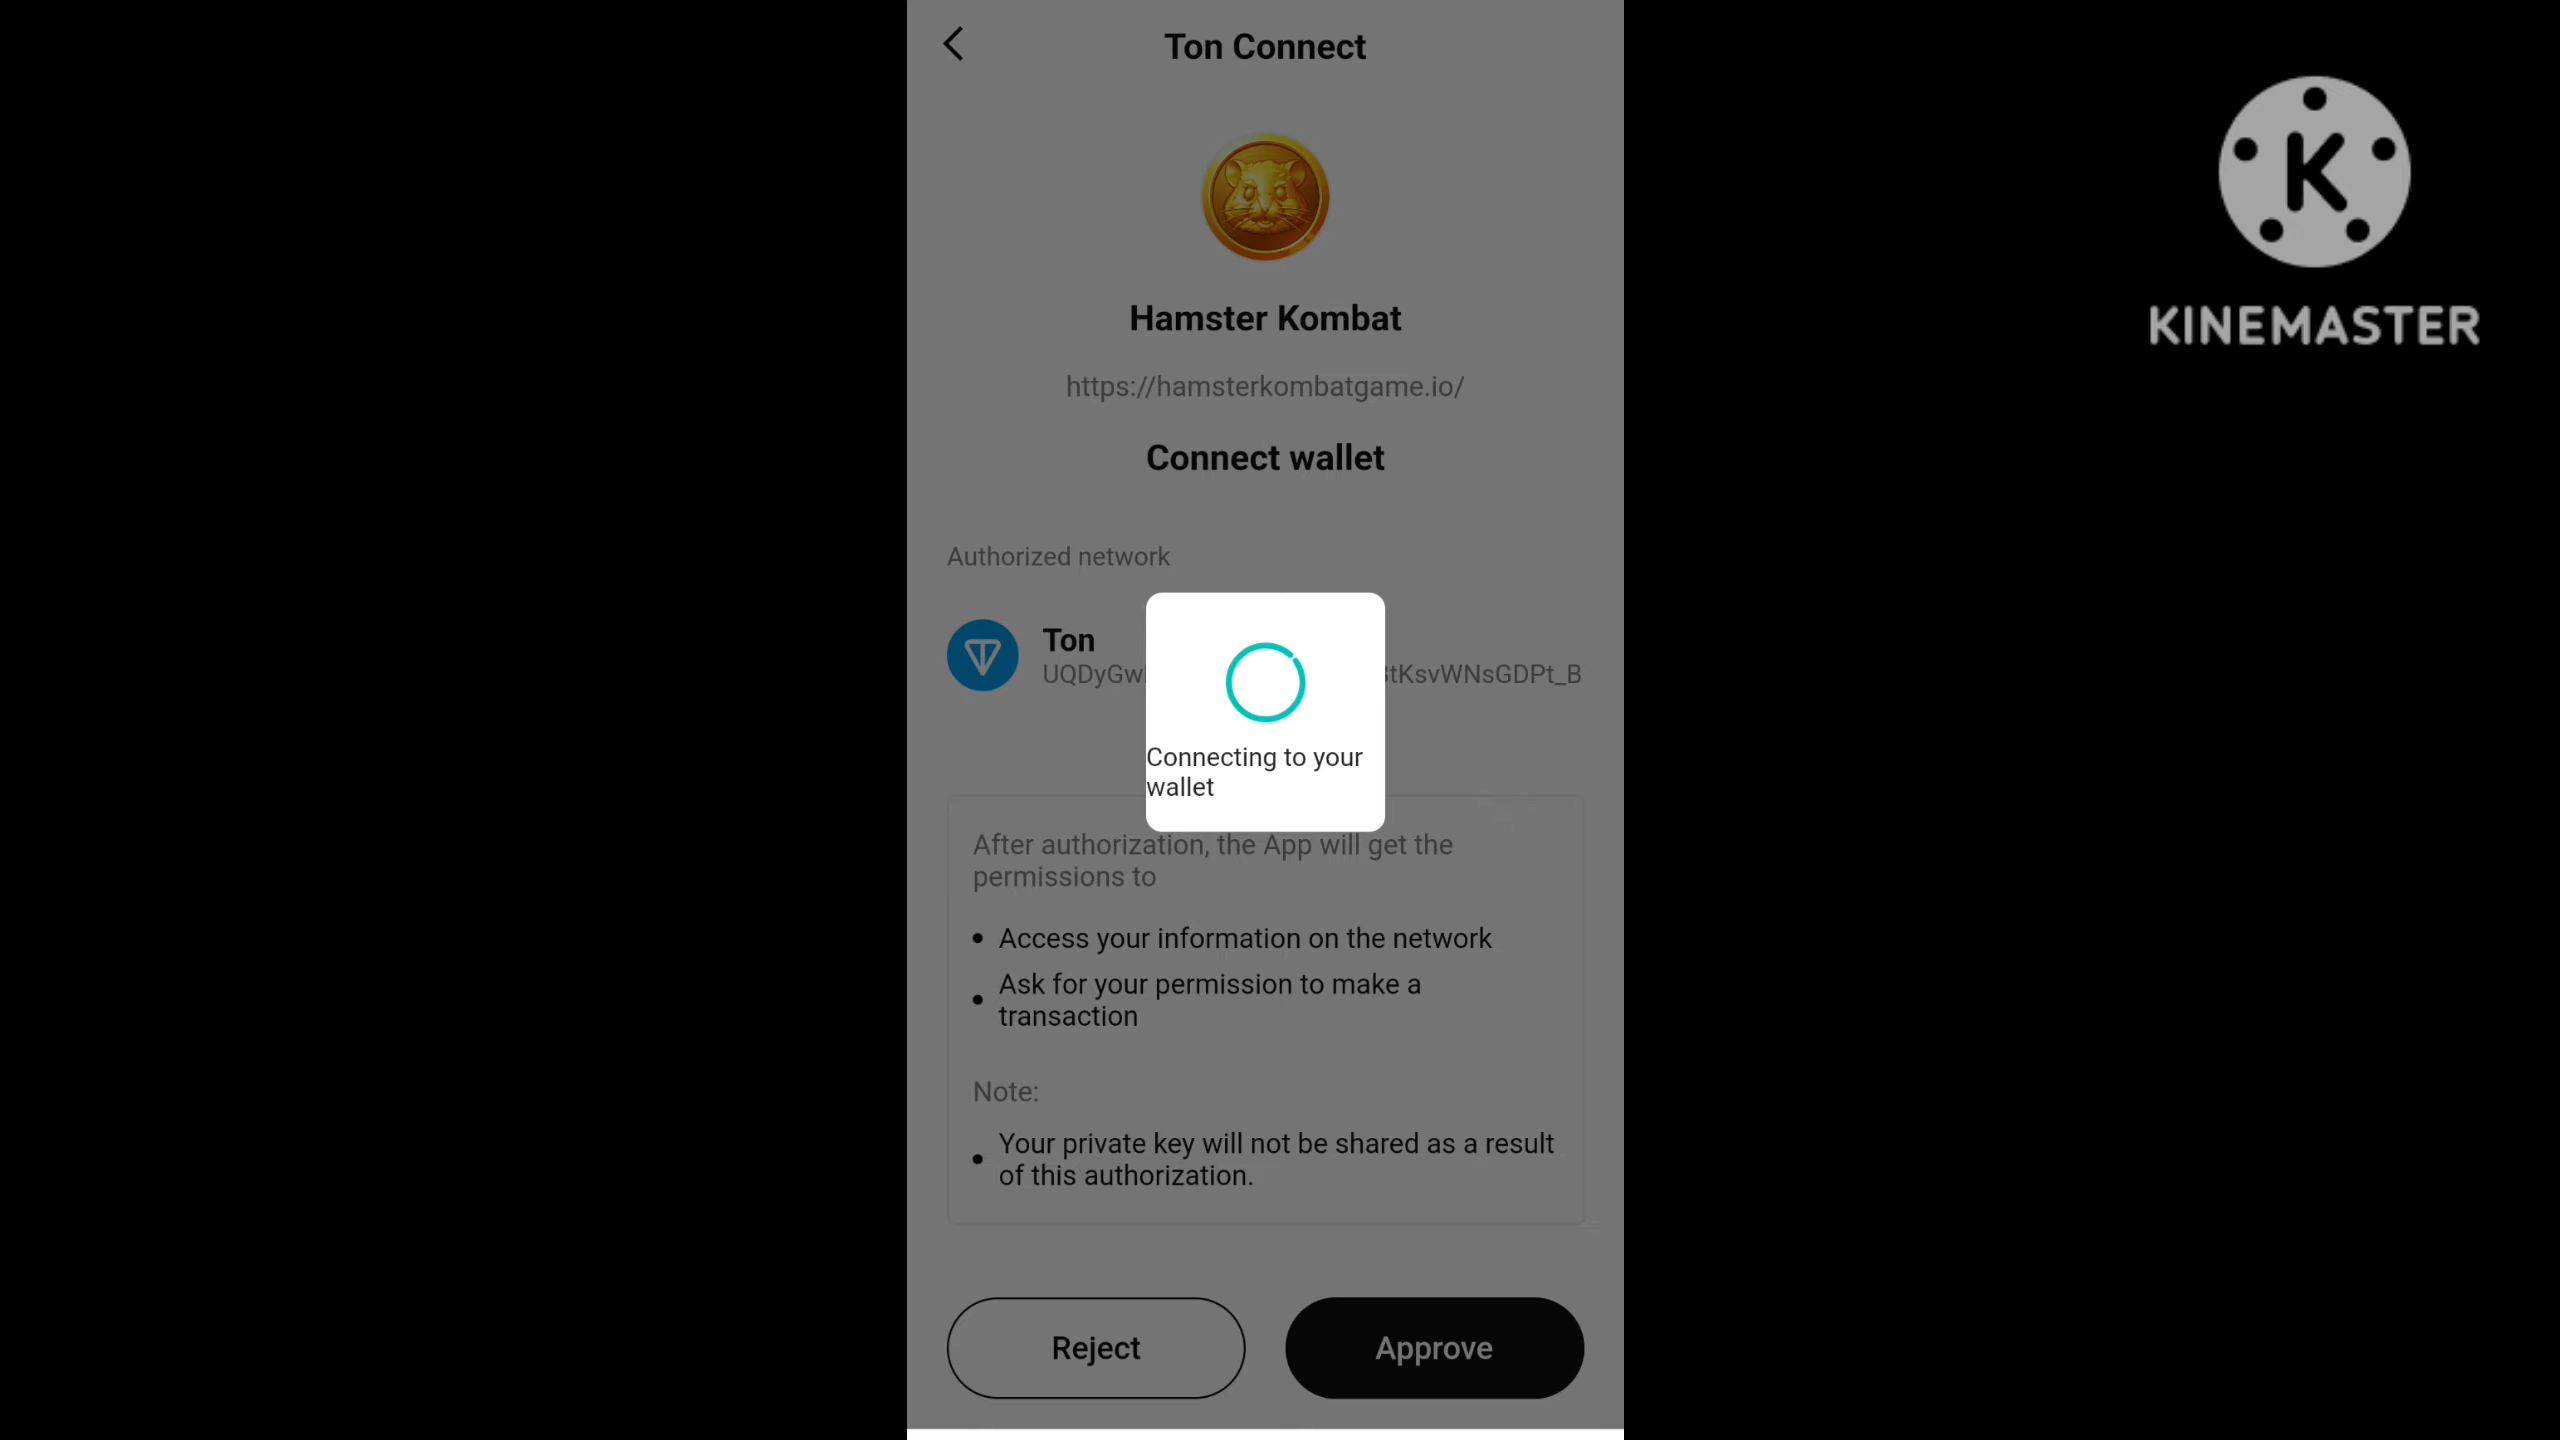 Ton Connect
K
KINEMASTER
Hamster Kombat
https://hamsterkombatgame.io/
Connect wallet
Authorized network
Ton
UQDyGw
tKsvWNsGDPt_B
Connecting to your
wallet
After authorization, the App will get the
permissions to
• Access your information on the network
• Ask for your permission to make a
transaction
Note:
• Your private key will not be shared as a result
of this authorization.
Reject
Approve